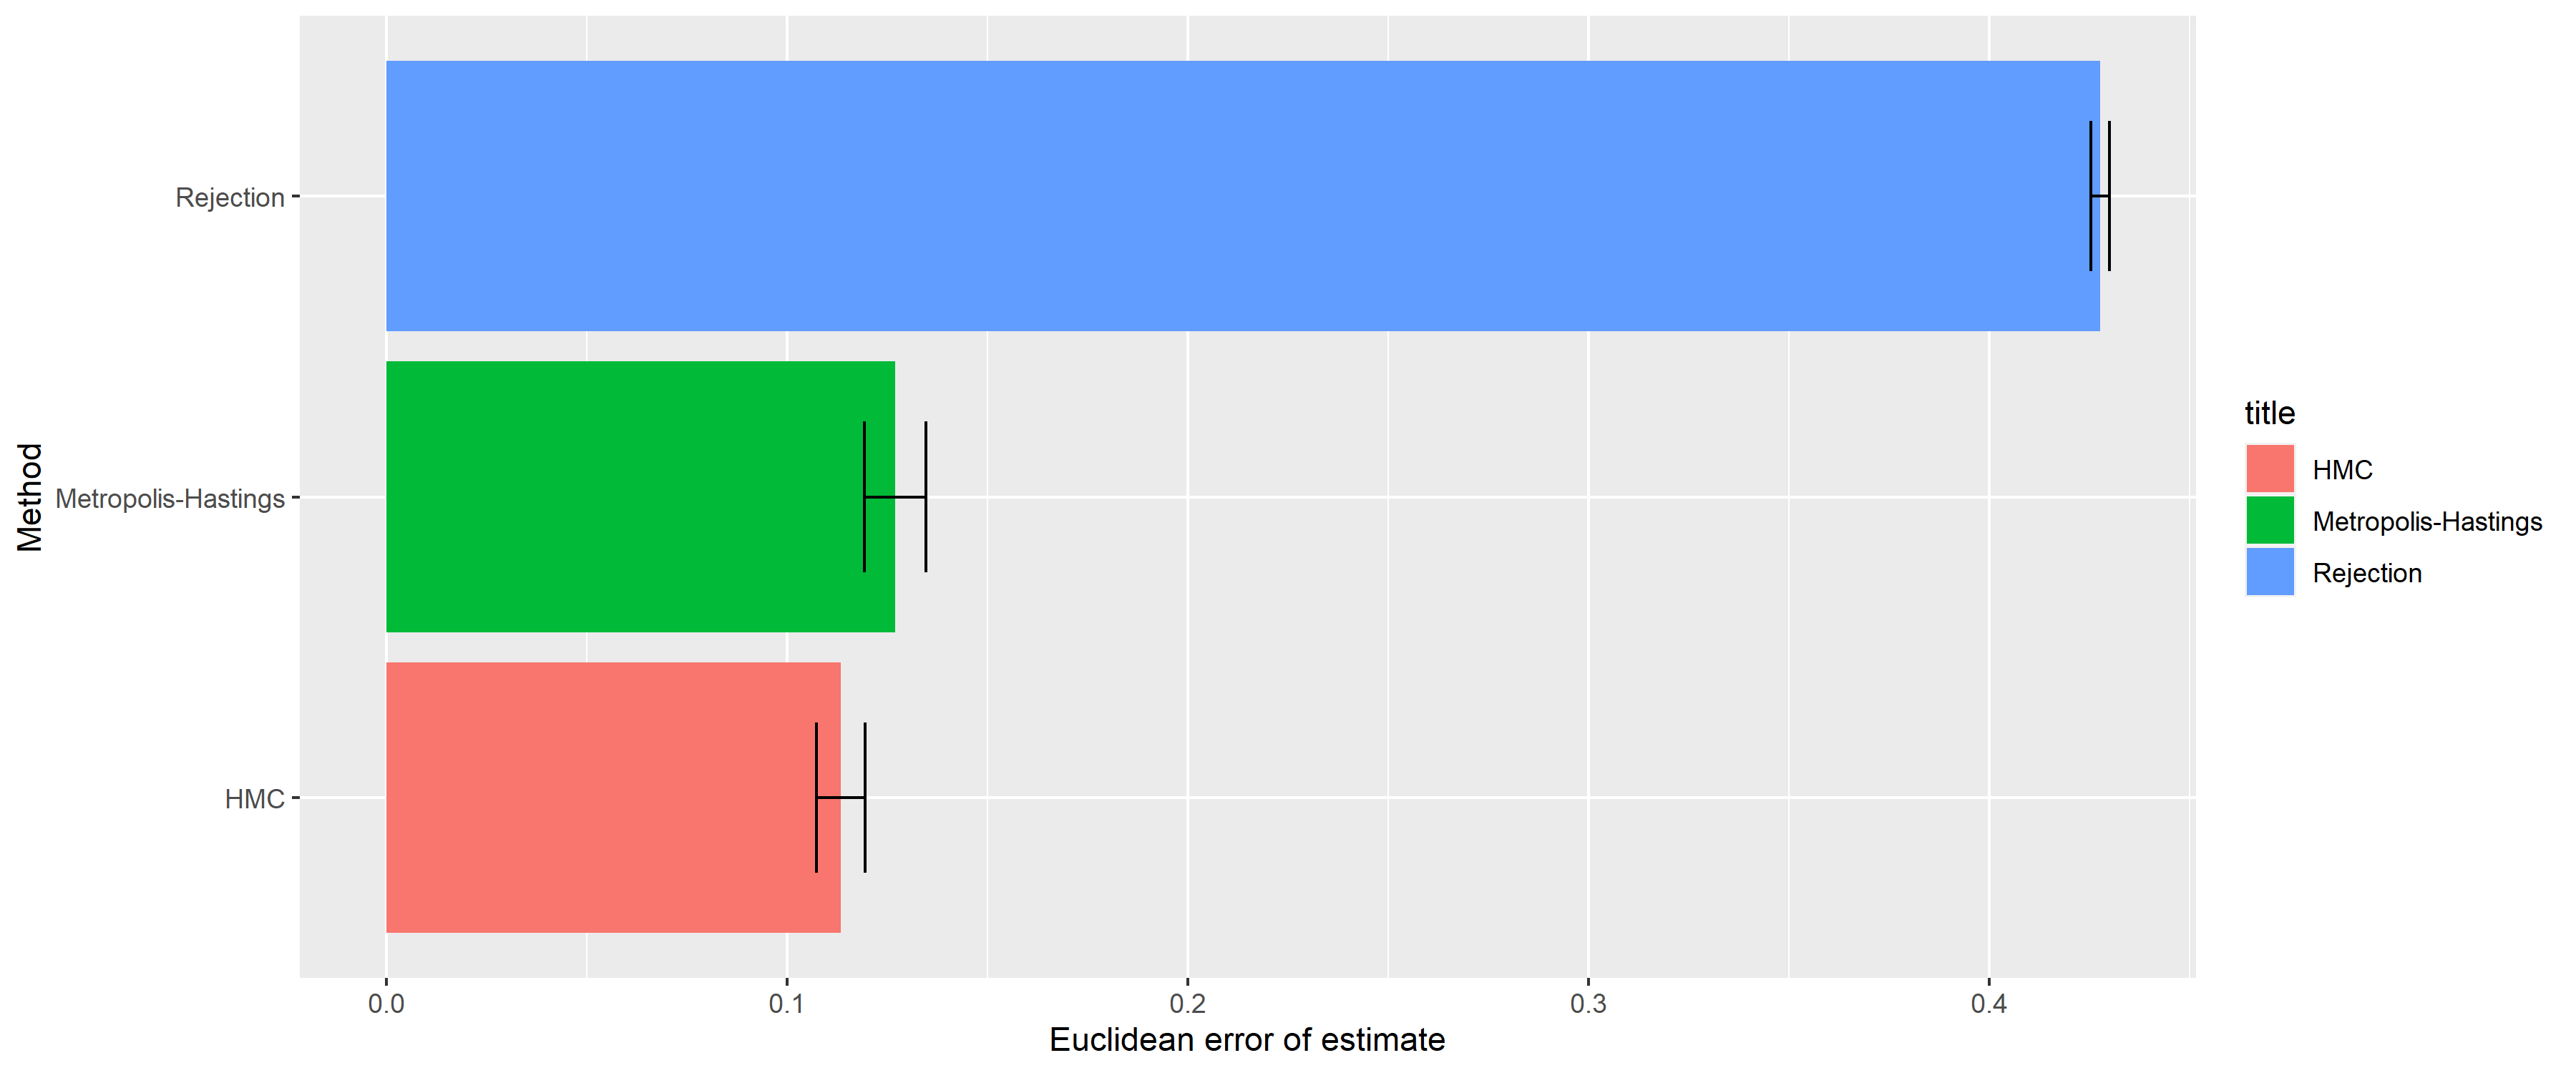 Rejection
Metropolis-Hastings
HMC
Method
0.0 0.1 0.2 0.3 0.4
Euclidean error of estimate
title
HMC
Metropolis-Hastings
Rejection